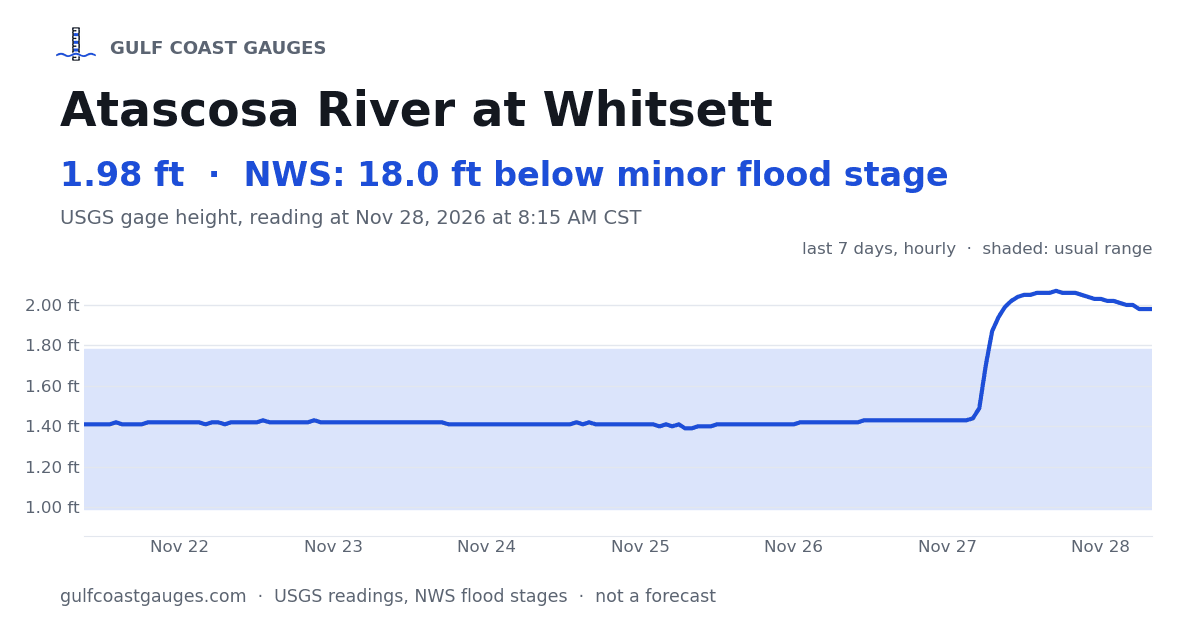 GULF COAST GAUGES
Atascosa River at Whitsett
1.98 ft · NWS: 18.0 ft below minor flood stage
USGS gage height, reading at Nov 28, 2026 at 8:15 AM CST
last 7 days, hourly · shaded: usual range
2.00 ft
1.80 ft
1.60 ft
1.40 ft
1.20 ft
1.00 ft
Nov 22 Nov 23 Nov 24 Nov 25 Nov 26 Nov 27 Nov 28
gulfcoastgauges.com · USGS readings, NWS flood stages · not a forecast